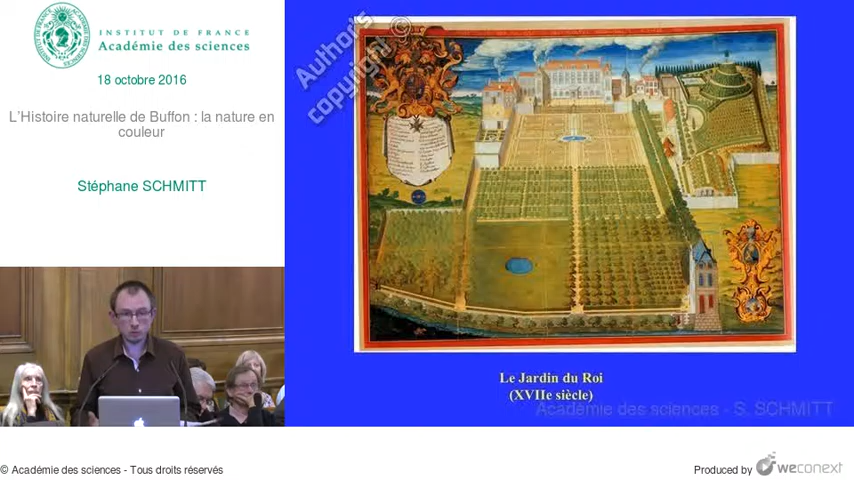 INSTITUT DE FRANCE
Académie des sciences
18 octobre 2016
L'Histoire naturelle de Buffon : la nature en
couleur
Stéphane SCHMITT
Author's ©
copyright
Le Jardin du Roi
(XVIIe siècle)
Académie des sciences - S. SCHMITT
© Académie des sciences - Tous droits réservés
Produced by weconext